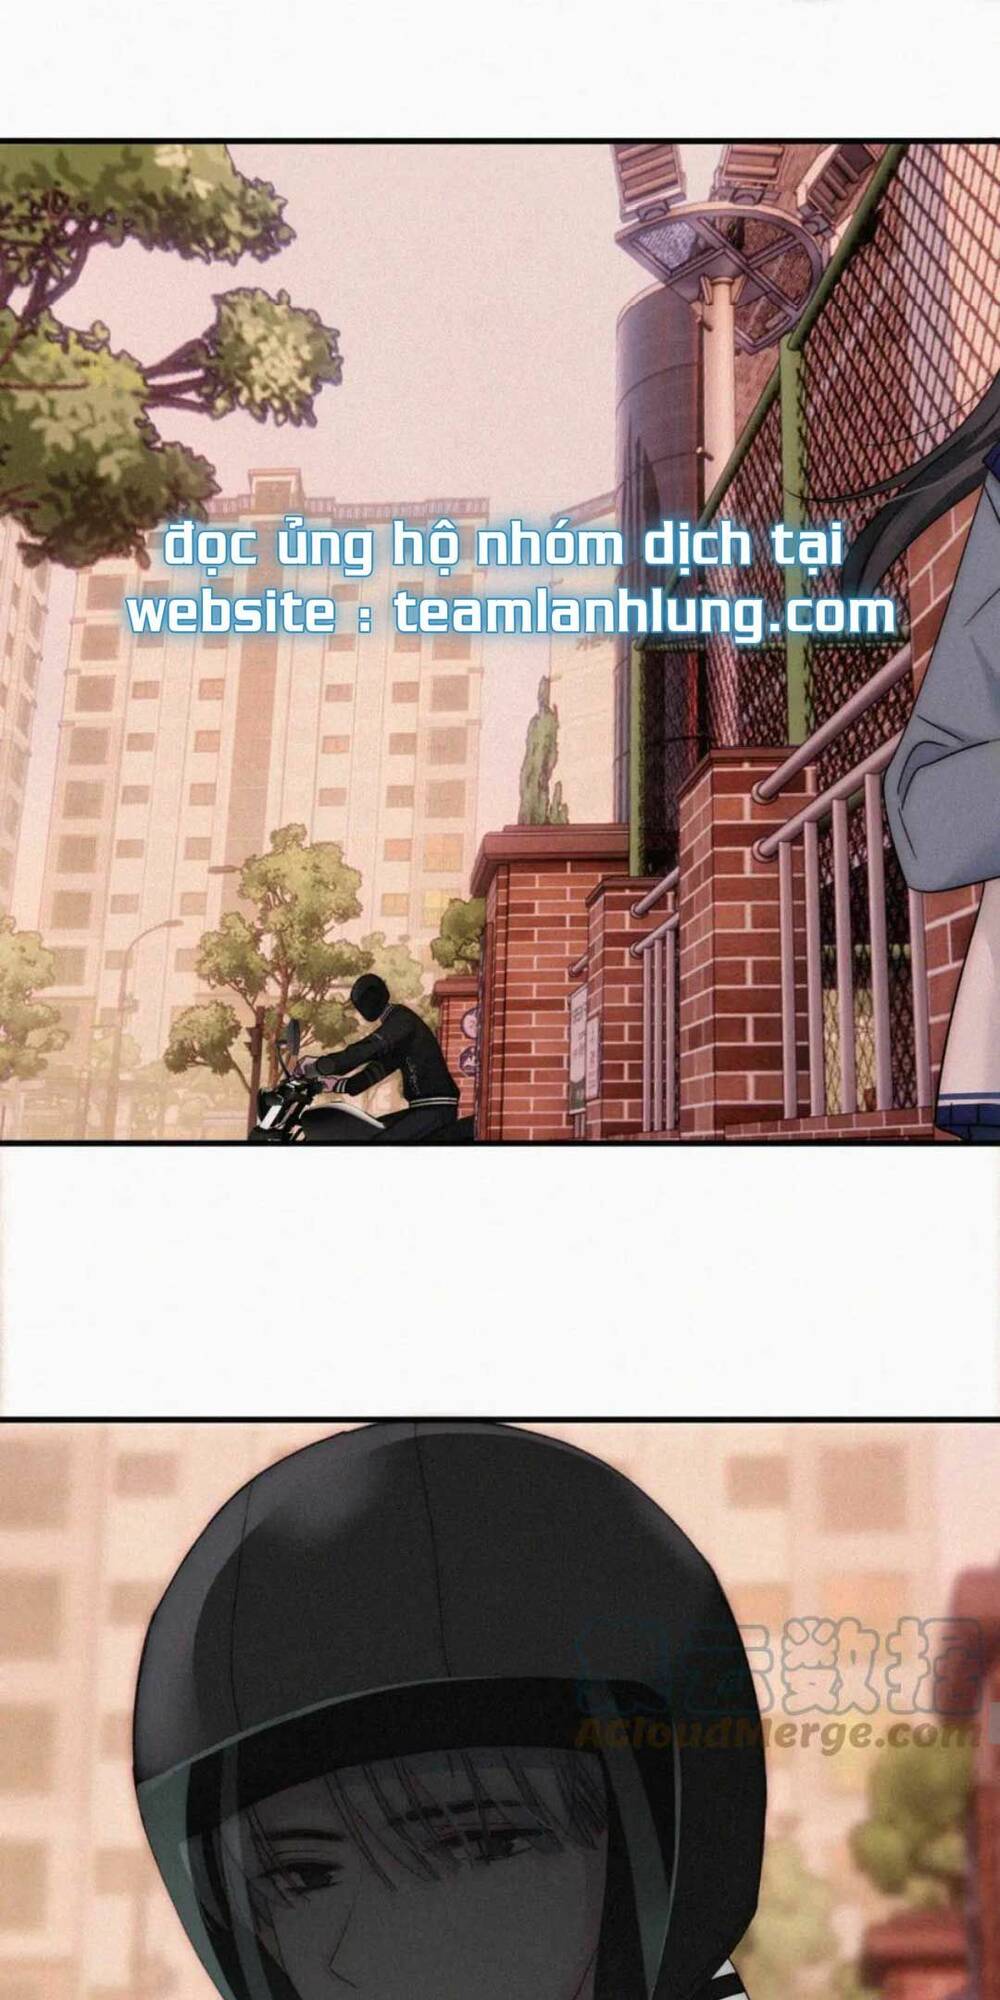 đọc ủng hộ nhóm dịch tại
website : teamlanhlung.com
ACloudMerge.com